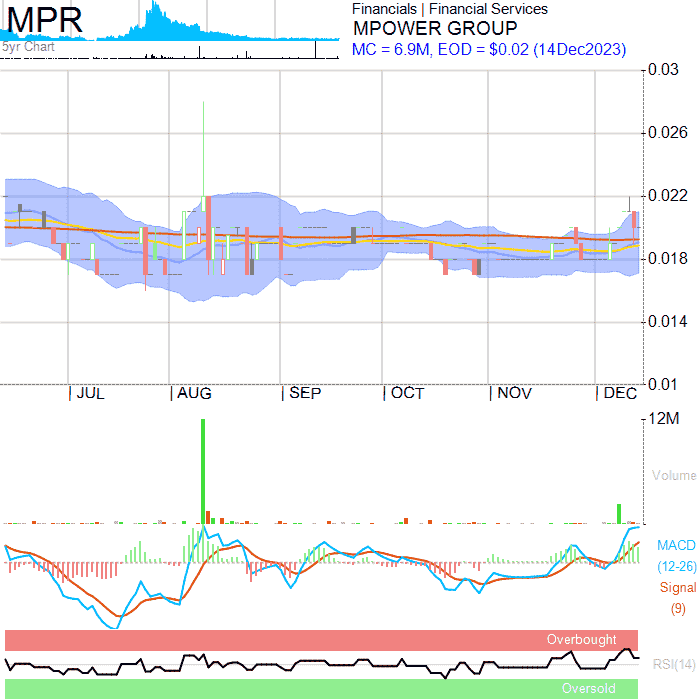 MPR
5yr Chart
Financials | Financial Services
MPOWER GROUP
MC = 6.9M, EOD = $0.02 (14Dec2023)
0.03
0.026
0.022
0.018
0.014
0.01
JUL AUG SEP OCT NOV DEC
12M
Volume
MACD
(12-26)
Signal
(9)
Overbought
RSI(14)
Oversold